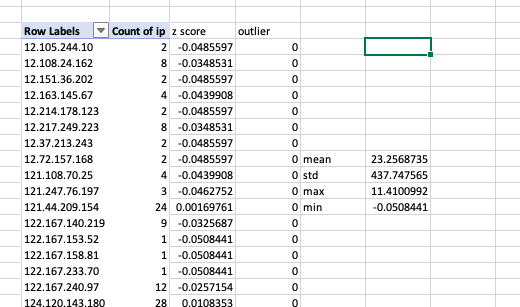 Row Labels Count of ip z score outlier
12.105.244.10 2 -0.0485597 0
12.108.24.162 8 -0.0348531 0
12.151.36.202 2 -0.0485597 0
12.163.145.67 4 -0.0439908 0
12.214.178.123 2 -0.0485597 0
12.217.249.223 8 -0.0348531 0
12.37.213.243 2 -0.0485597 0
12.72.157.168 2 -0.0485597 0 mean 23.2568735
121.108.70.25 4 -0.0439908 0 std 437.747565
121.247.76.197 3 -0.0462752 0 max 11.4100992
121.44.209.154 24 0.00169761 0 min -0.0508441
122.167.140.219 9 -0.0325687 0
122.167.153.52 1 -0.0508441 0
122.167.158.81 1 -0.0508441 0
122.167.233.70 1 -0.0508441 0
122.167.240.97 12 -0.0257154 0
124.120.143.180 28 0.0108353 0